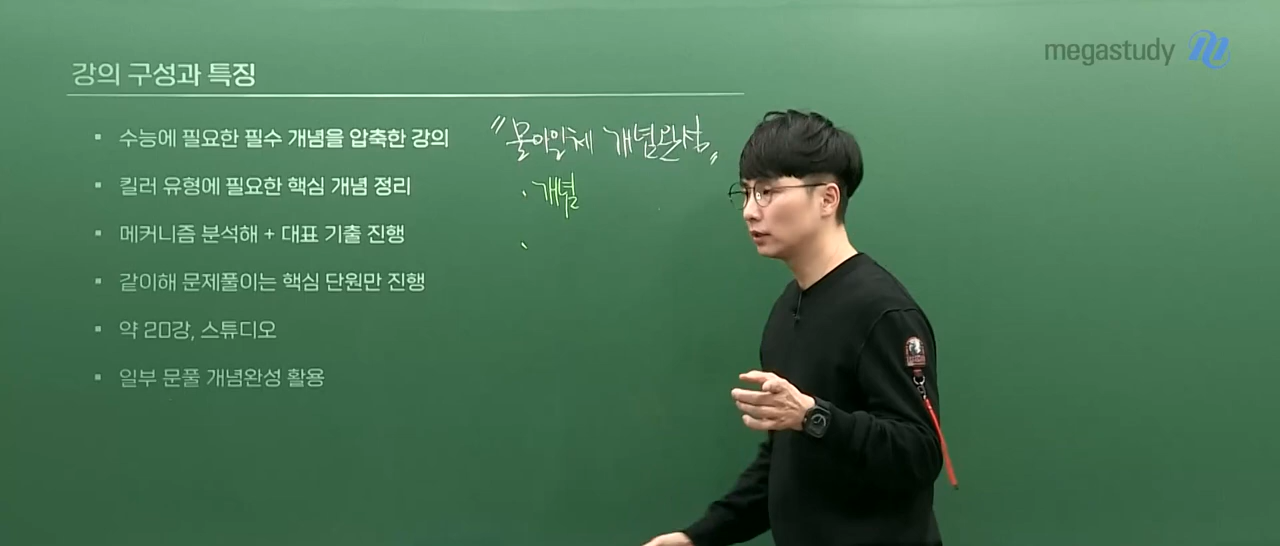 megastudy
강의 구성과 특징
▪ 수능에 필요한 필수 개념을 압축한 강의
▪ 킬러 유형에 필요한 핵심 개념 정리
▪ 메커니즘 분석해 + 대표 기출 진행
▪ 같이해 문제풀이는 핵심 단원만 진행
▪ 약 20강, 스튜디오
▪ 일부 문풀 개념완성 활용
"물아일체 개념완성"
· 개념
·